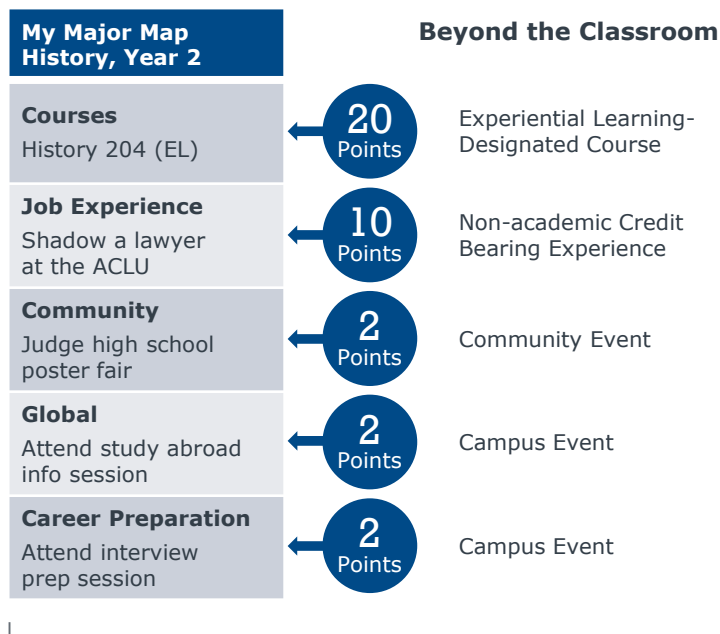 My Major Map
History, Year 2
Beyond the Classroom
Courses
History 204 (EL)
20
Points
Experiential Learning-
Designated Course
Job Experience
Shadow a lawyer
at the ACLU
10
Points
Non-academic Credit
Bearing Experience
Community
Judge high school
poster fair
2
Points
Community Event
Global
Attend study abroad
info session
2
Points
Campus Event
Career Preparation
Attend interview
prep session
2
Points
Campus Event